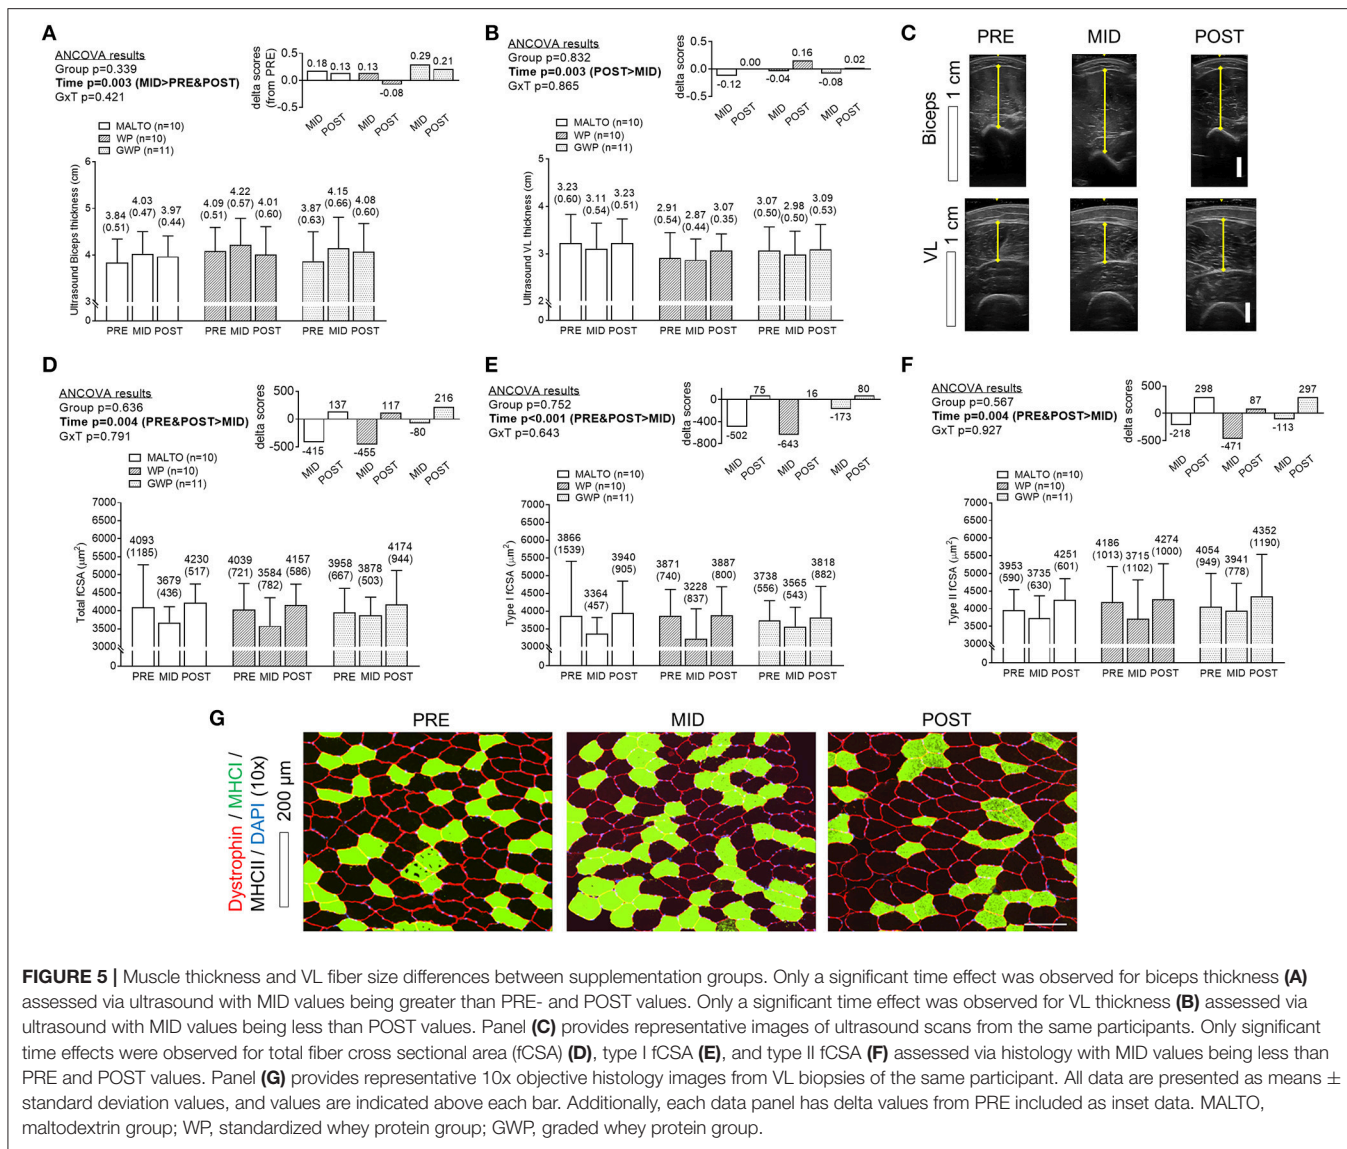 A
ANCOVA results
Group p=0.339
Time p=0.003 (MID>PRE&POST)
GxT p=0.421
delta scores
(from PRE)
0.5
0.0
-0.5
0.18
0.13
0.13
-0.08
0.29
0.21
MID POST MID POST MID POST
MALTO (n=10)
WP (n=10)
GWP (n=11)
Ultrasound Biceps thickness (cm)
6
5
4
3
0
3.84
(0.51)
4.03
(0.47)
3.97
(0.44)
4.09
(0.51)
4.22
(0.57)
4.01
(0.60)
3.87
(0.63)
4.15
(0.66)
4.08
(0.60)
PRE MID POST PRE MID POST PRE MID POST
B
ANCOVA results
Group p=0.832
Time p=0.003 (POST>MID)
GxT p=0.865
delta scores
0.5
0.0
-0.5
-0.12
0.00
-0.04
0.16
-0.08
0.02
MID POST MID POST MID POST
MALTO (n=10)
WP (n=10)
GWP (n=11)
Ultrasound VL thickness (cm)
5
4
3
2
0
3.23
(0.60)
3.11
(0.54)
3.23
(0.51)
2.91
(0.54)
2.87
(0.44)
3.07
(0.35)
3.07
(0.50)
2.98
(0.50)
3.09
(0.53)
PRE MID POST PRE MID POST PRE MID POST
C
PRE MID POST
Biceps
1 cm
VL
1 cm
D
ANCOVA results
Group p=0.636
Time p=0.004 (PRE&POST>MID)
GxT p=0.791
delta scores
500
0
-500
-415
137
-455
117
-80
216
MID POST MID POST MID POST
MALTO (n=10)
WP (n=10)
GWP (n=11)
Total fCSA (µm²)
7000
6500
6000
5500
5000
4500
4000
3500
3000
0
4093
(1185)
3679
(436)
4230
(517)
4039
(721)
3584
(782)
4157
(586)
3958
(667)
3878
(503)
4174
(944)
PRE MID POST PRE MID POST PRE MID POST
E
ANCOVA results
Group p=0.752
Time p<0.001 (PRE&POST>MID)
GxT p=0.643
delta scores
400
0
-400
-800
-502
75
-643
16
-173
80
MID POST MID POST MID POST
MALTO (n=10)
WP (n=10)
GWP (n=11)
Type I fCSA (µm²)
7000
6500
6000
5500
5000
4500
4000
3500
3000
0
3866
(1539)
3364
(457)
3940
(905)
3871
(740)
3228
(837)
3887
(800)
3738
(556)
3565
(543)
3818
(882)
PRE MID POST PRE MID POST PRE MID POST
F
ANCOVA results
Group p=0.567
Time p=0.004 (PRE&POST>MID)
GxT p=0.927
delta scores
500
0
-500
-218
298
-471
87
-113
297
MID POST MID POST MID POST
MALTO (n=10)
WP (n=10)
GWP (n=11)
Type II fCSA (µm²)
7000
6500
6000
5500
5000
4500
4000
3500
3000
0
3953
(590)
3735
(630)
4251
(601)
4186
(1013)
3715
(1102)
4274
(1000)
4054
(949)
3941
(778)
4352
(1190)
PRE MID POST PRE MID POST PRE MID POST
G
PRE MID POST
Dystrophin / MHCI /
MHCII / DAPI (10x)
200 µm
FIGURE 5 | Muscle thickness and VL fiber size differences between supplementation groups. Only a significant time effect was observed for biceps thickness (A)
assessed via ultrasound with MID values being greater than PRE- and POST values. Only a significant time effect was observed for VL thickness (B) assessed via
ultrasound with MID values being less than POST values. Panel (C) provides representative images of ultrasound scans from the same participants. Only significant
time effects were observed for total fiber cross sectional area (fCSA) (D), type I fCSA (E), and type II fCSA (F) assessed via histology with MID values being less than
PRE and POST values. Panel (G) provides representative 10x objective histology images from VL biopsies of the same participant. All data are presented as means ±
standard deviation values, and values are indicated above each bar. Additionally, each data panel has delta values from PRE included as inset data. MALTO,
maltodextrin group; WP, standardized whey protein group; GWP, graded whey protein group.